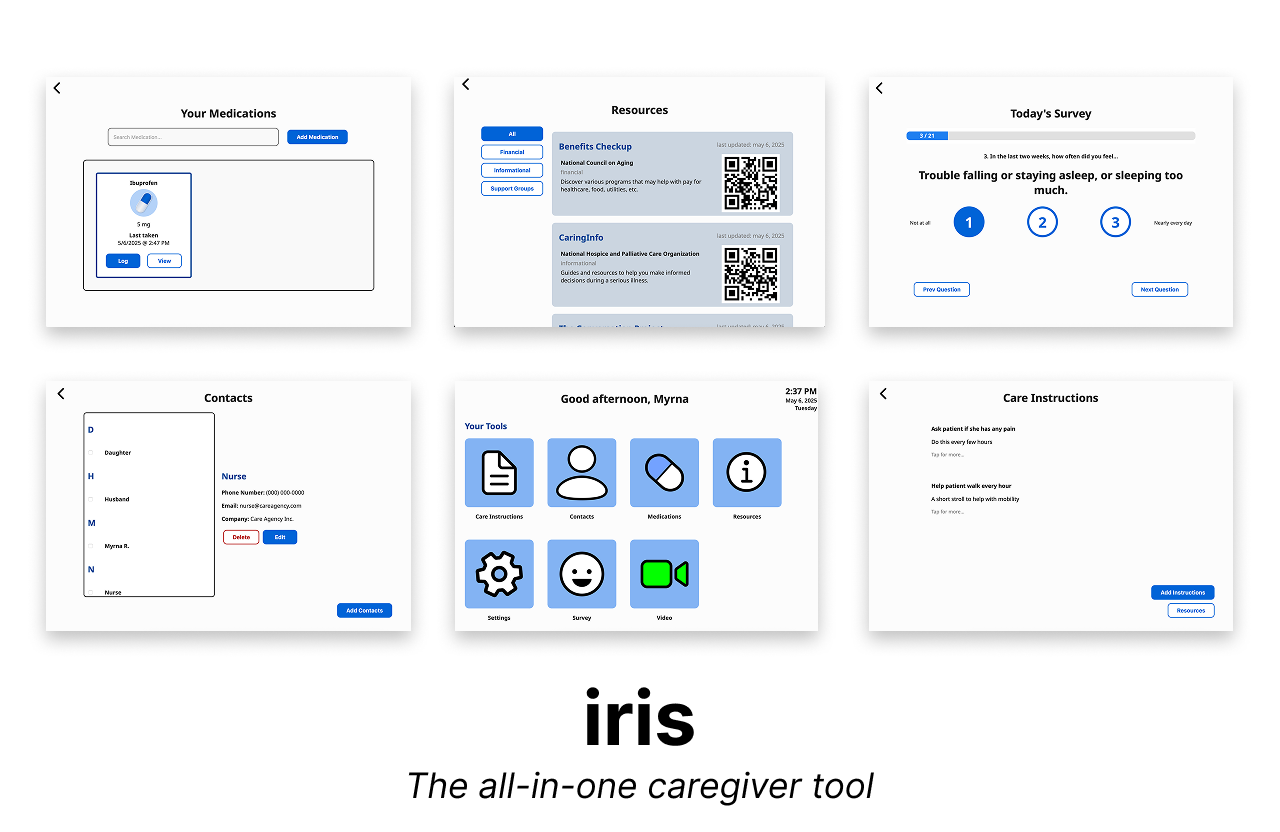 Your Medications
Search Medication...
Add Medication
Ibuprofen
5 mg
Last taken
5/6/2025 @ 2:47 PM
Log
View
Resources
All
Financial
Informational
Support Groups
Benefits Checkup
last updated: may 6, 2025
National Council on Aging
financial
Discover various programs that may help with pay for
healthcare, food, utilities, etc.
CaringInfo
last updated: may 6, 2025
National Hospice and Palliative Care Organization
informational
Guides and resources to help you make informed
decisions during a serious illness.
Today's Survey
3 / 21
3. In the last two weeks, how often did you feel...
Trouble falling or staying asleep, or sleeping too
much.
Not at all
1
2
3
Nearly every day
Prev Question
Next Question
Contacts
D
Daughter
H
Husband
M
Myrna R.
N
Nurse
Nurse
Phone Number: (000) 000-0000
Email: nurse@careagency.com
Company: Care Agency Inc.
Delete
Edit
Add Contacts
Good afternoon, Myrna
2:37 PM
May 6, 2025
Tuesday
Your Tools
Care Instructions
Contacts
Medications
Resources
Settings
Survey
Video
Care Instructions
Ask patient if she has any pain
Do this every few hours
Tap for more...
Help patient walk every hour
A short stroll to help with mobility
Tap for more...
Add Instructions
Resources
iris
The all-in-one caregiver tool